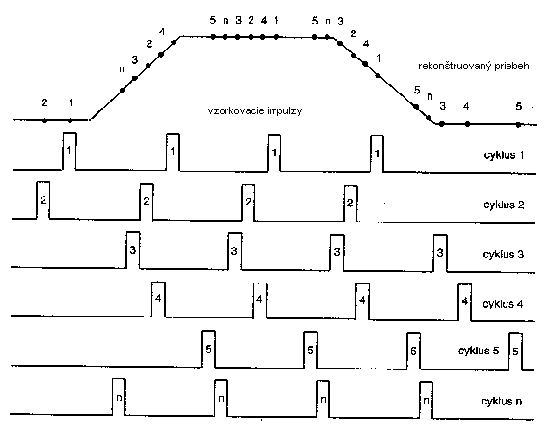 5 n 3 2 4 1 5 n 3
4
2
3
n
2
4
1
rekonštruovaný priebeh
2 1
5
n
3 4 5
vzorkovacie impulzy
1 1 1 1 cyklus 1
2 2 2 2 cyklus 2
3 3 3 3 cyklus 3
4 4 4 4 cyklus 4
5 5 6 5 cyklus 5
n n n n cyklus n